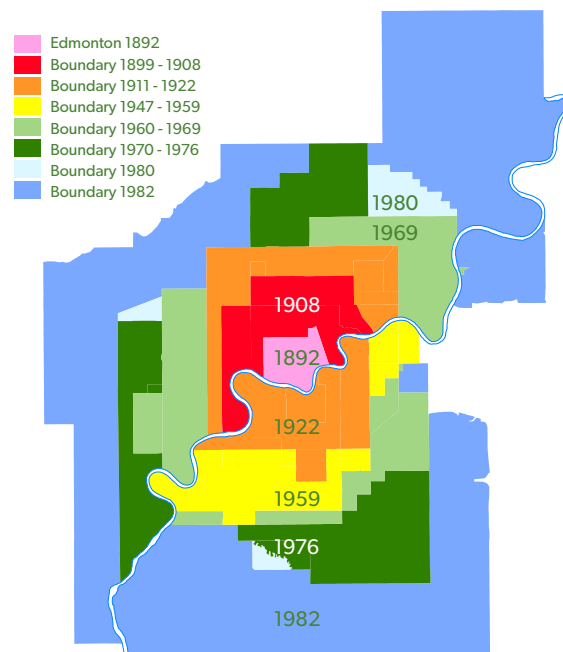 Edmonton 1892
Boundary 1899 - 1908
Boundary 1911 - 1922
Boundary 1947 - 1959
Boundary 1960 - 1969
Boundary 1970 - 1976
Boundary 1980
Boundary 1982
1980
1969
1908
1892
1922
1959
1976
1982